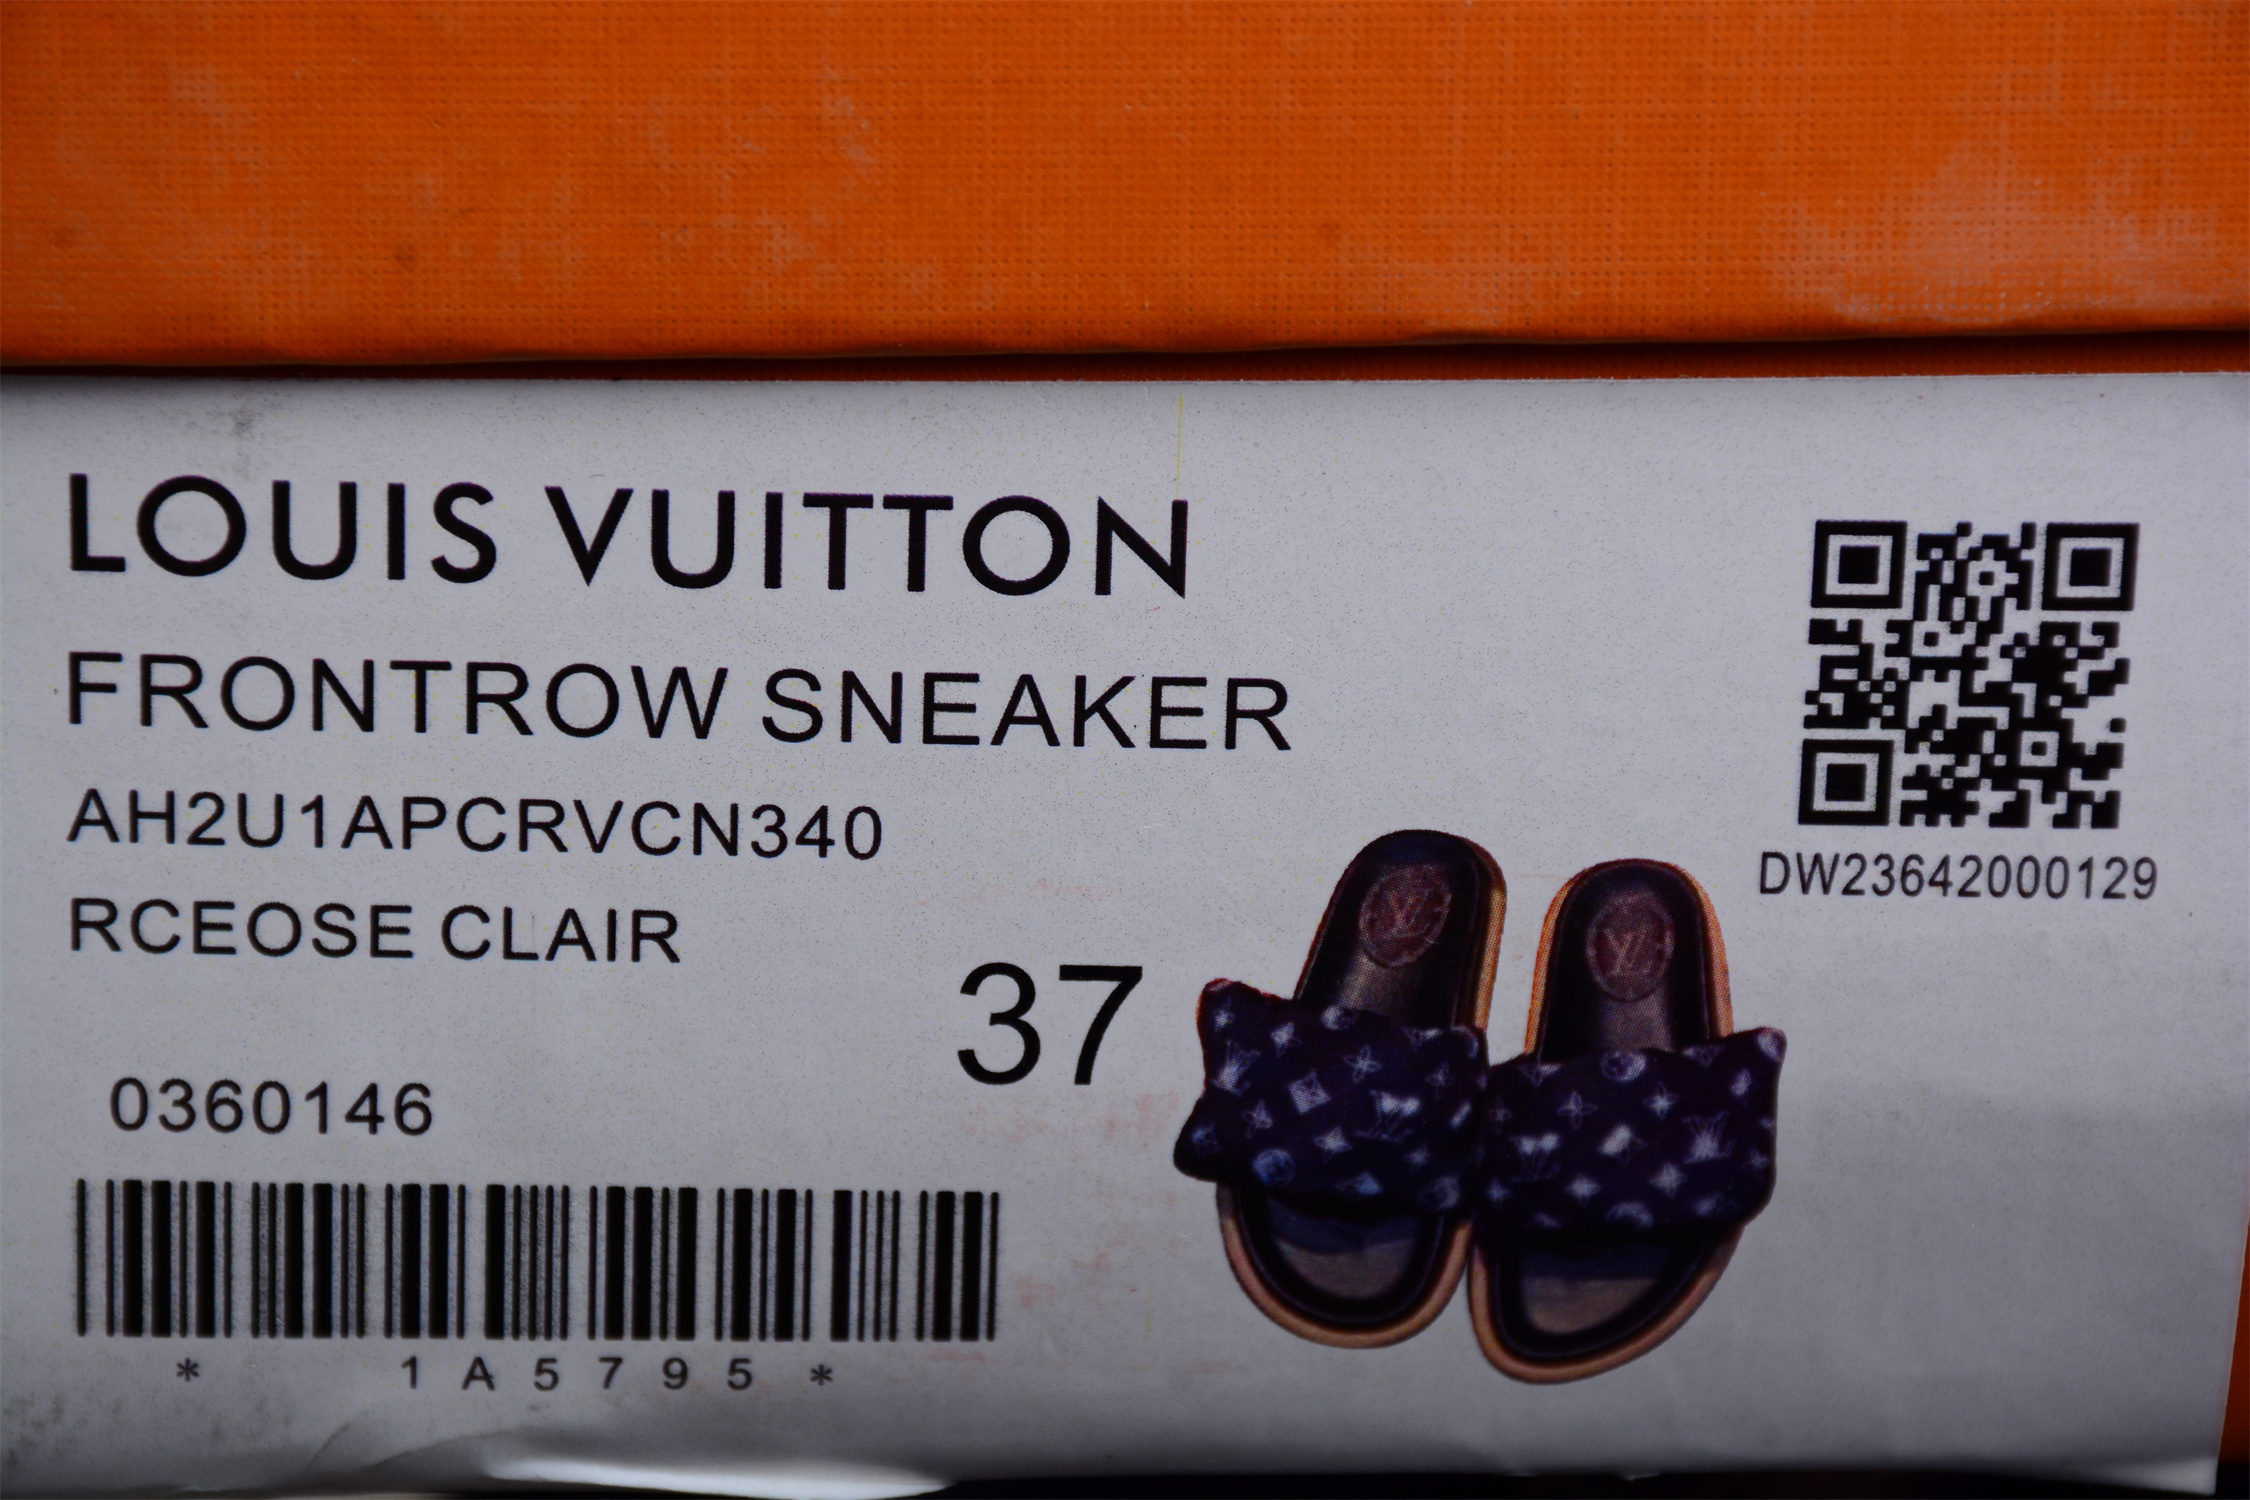 LOUIS VUITTON
FRONTROW SNEAKER
AH2U1APCRVCN340
RCEOSE CLAIR
DW23642000129
37
0360146
* 1A5795*